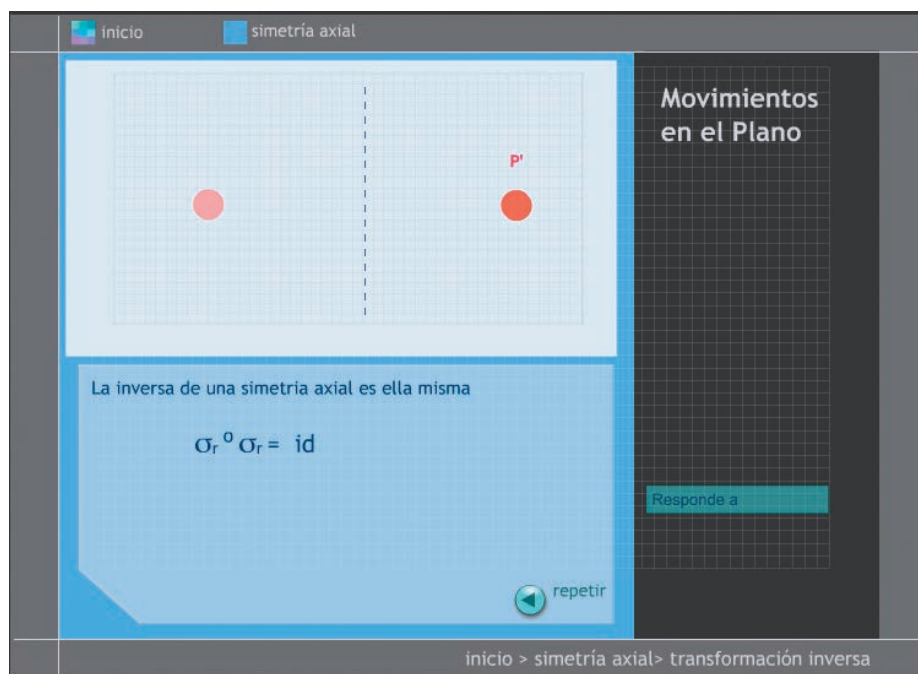 inicio
simetría axial
Movimientos
en el Plano
P'
La inversa de una simetria axial es ella misma
σr o σr = id
Responde a
repetir
inicio > simetría axial> transformación inversa